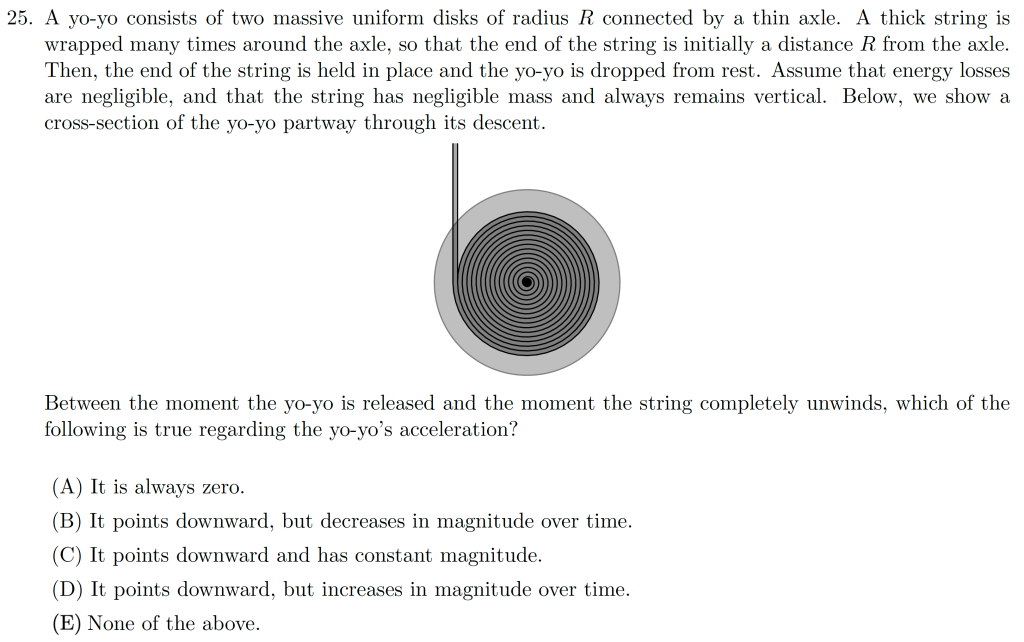 25. A yo-yo consists of two massive uniform disks of radius R connected by a thin axle. A thick string is
wrapped many times around the axle, so that the end of the string is initially a distance R from the axle.
Then, the end of the string is held in place and the yo-yo is dropped from rest. Assume that energy losses
are negligible, and that the string has negligible mass and always remains vertical. Below, we show a
cross-section of the yo-yo partway through its descent.
Between the moment the yo-yo is released and the moment the string completely unwinds, which of the
following is true regarding the yo-yo's acceleration?
(A) It is always zero.
(B) It points downward, but decreases in magnitude over time.
(C) It points downward and has constant magnitude.
(D) It points downward, but increases in magnitude over time.
(E) None of the above.